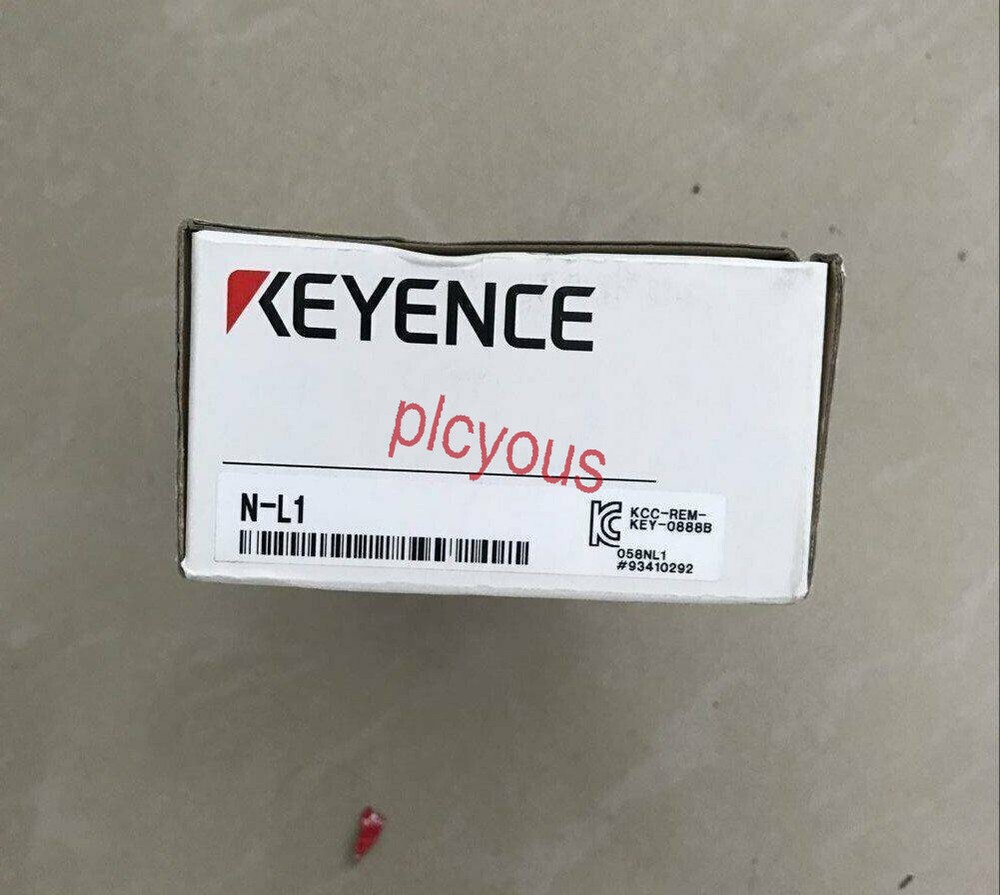 KEYENCE
plcyous
N-L1
KCC-REM-
KEY-0888B
058NL1
#93410292